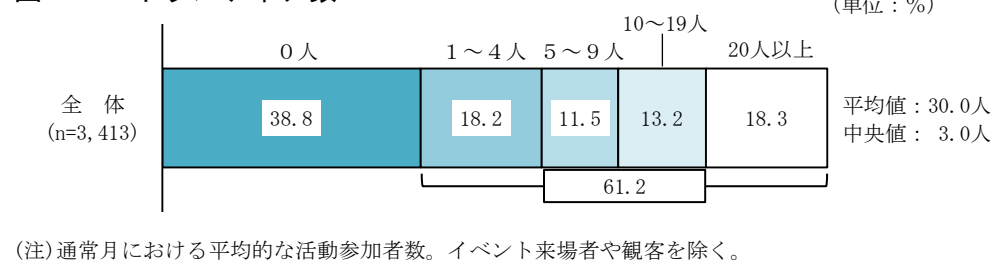 (単位:%)
10~19人
0人 1~4人 5~9人 20人以上
全 体
(n=3,413)
38.8 18.2 11.5 13.2 18.3
平均値:30.0人
中央値: 3.0人
61.2
(注)通常月における平均的な活動参加者数。イベント来場者や観客を除く。